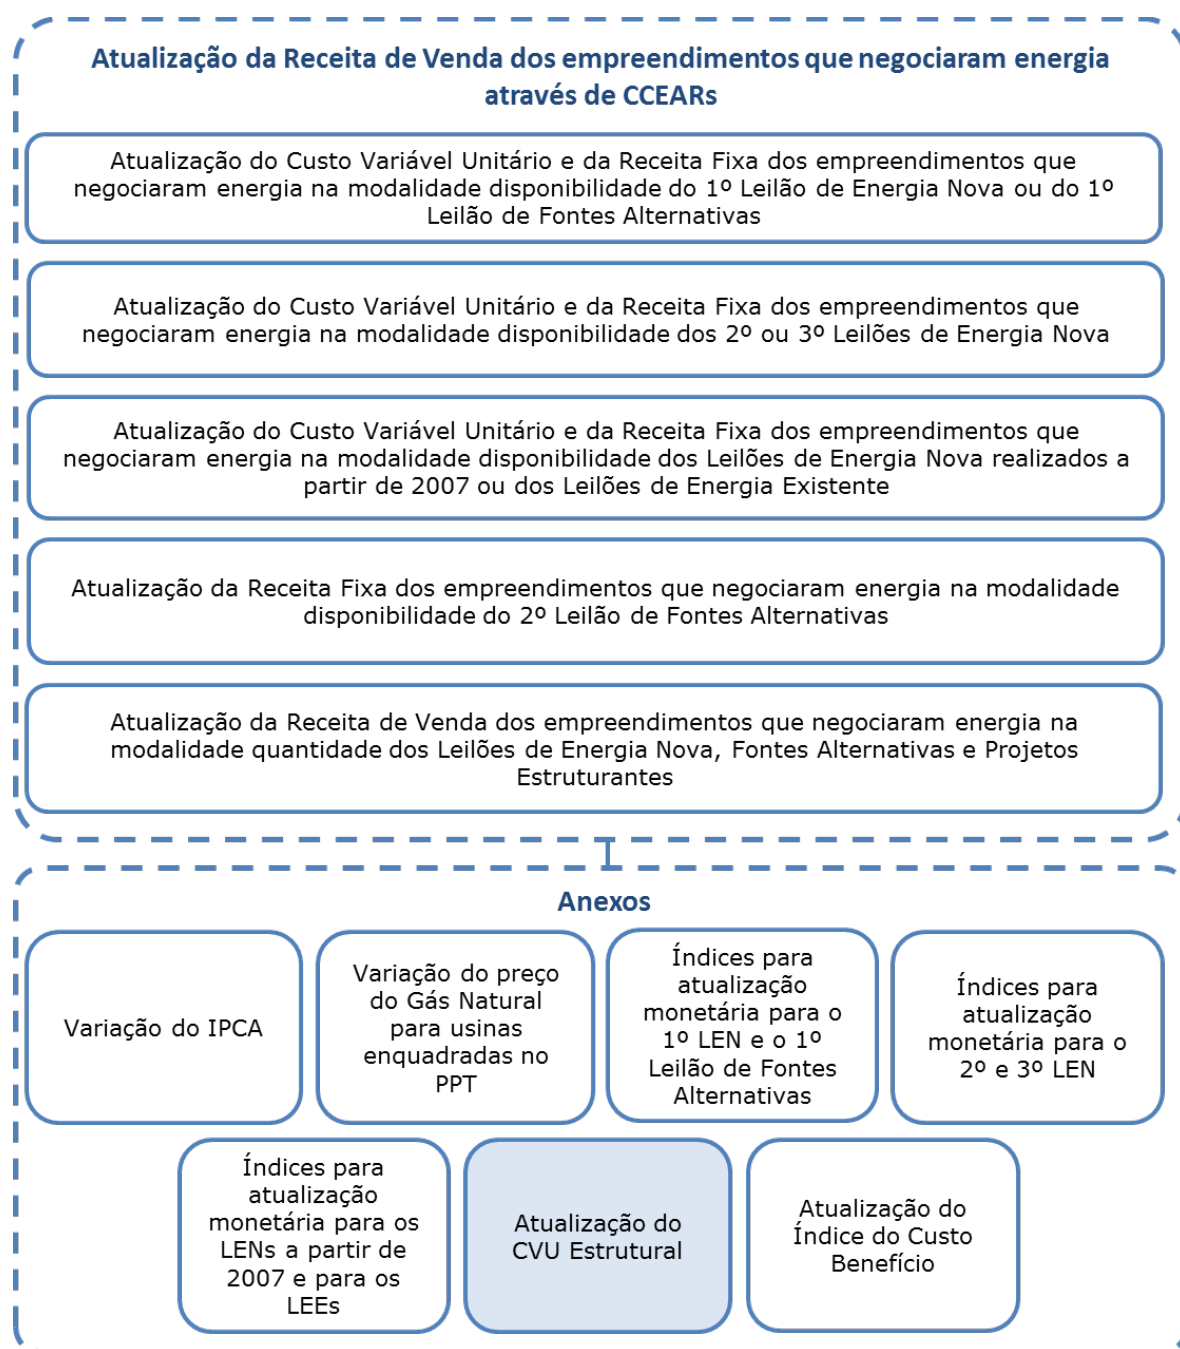 Atualização da Receita de Venda dos empreendimentos que negociaram energia
através de CCEARs
Atualização do Custo Variável Unitário e da Receita Fixa dos empreendimentos que
negociaram energia na modalidade disponibilidade do 1º Leilão de Energia Nova ou do 1º
Leilão de Fontes Alternativas
Atualização do Custo Variável Unitário e da Receita Fixa dos empreendimentos que
negociaram energia na modalidade disponibilidade dos 2º ou 3º Leilões de Energia Nova
Atualização do Custo Variável Unitário e da Receita Fixa dos empreendimentos que
negociaram energia na modalidade disponibilidade dos Leilões de Energia Nova realizados a
partir de 2007 ou dos Leilões de Energia Existente
Atualização da Receita Fixa dos empreendimentos que negociaram energia na modalidade
disponibilidade do 2º Leilão de Fontes Alternativas
Atualização da Receita de Venda dos empreendimentos que negociaram energia na
modalidade quantidade dos Leilões de Energia Nova, Fontes Alternativas e Projetos
Estruturantes
Anexos
Variação do IPCA
Variação do preço
do Gás Natural
para usinas
enquadradas no
PPT
Índices para
atualização
monetária para o
1º LEN e o 1º
Leilão de Fontes
Alternativas
Índices para
atualização
monetária para o
2º e 3º LEN
Índices para
atualização
monetária para os
LENs a partir de
2007 e para os
LEEs
Atualização do
CVU Estrutural
Atualização do
Índice do Custo
Benefício